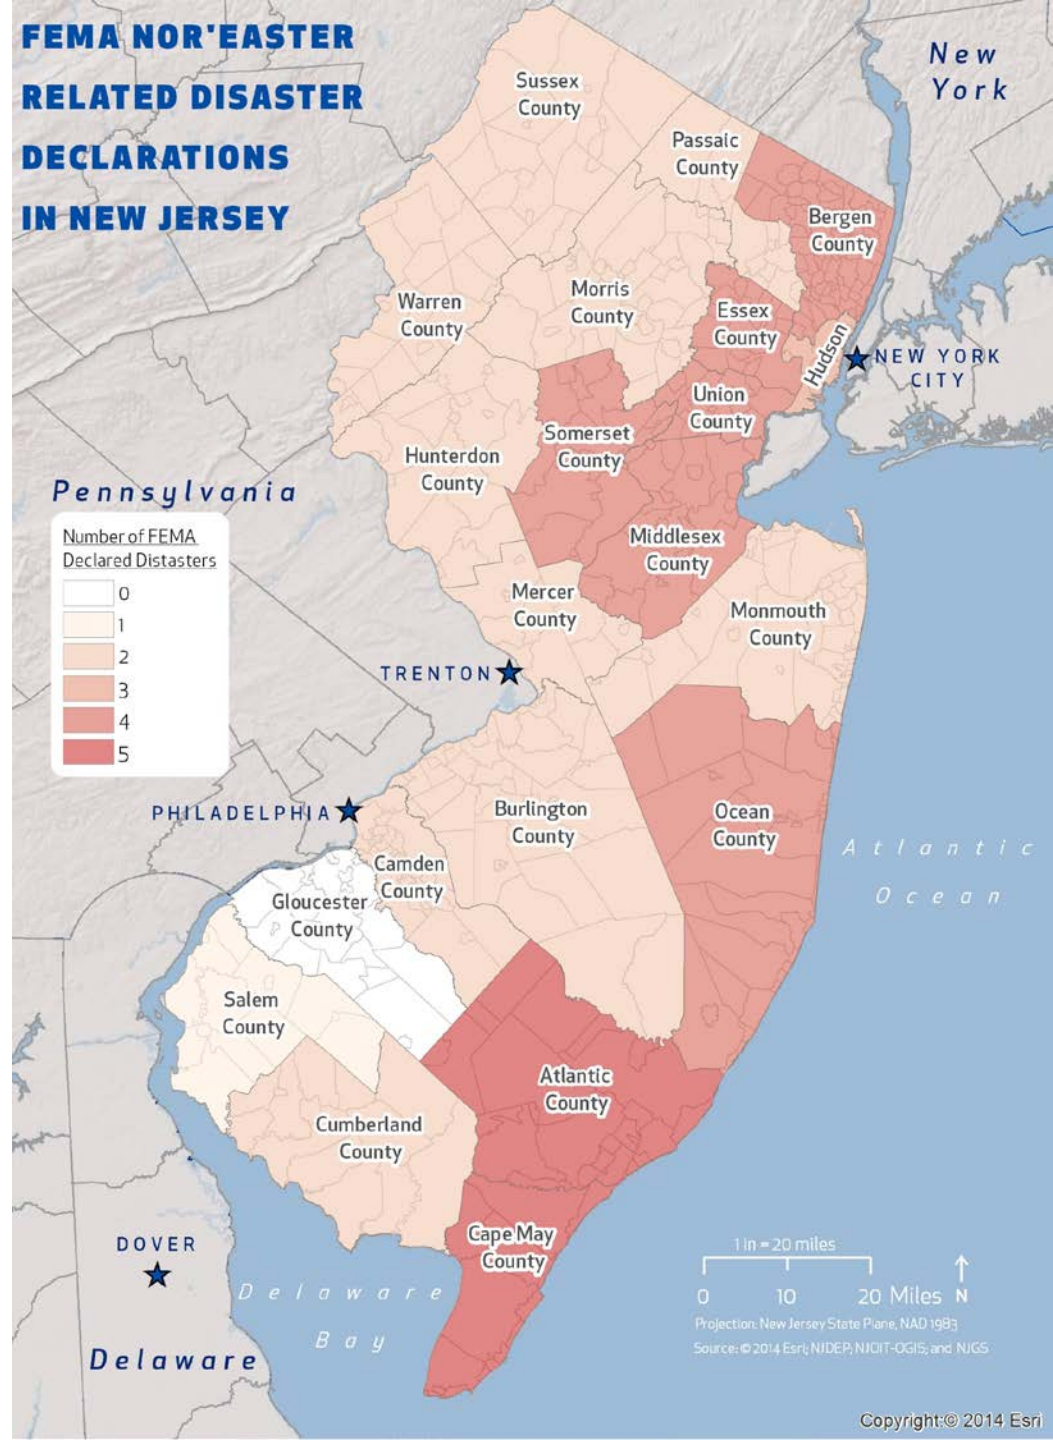 FEMA NOR'EASTER
RELATED DISASTER
DECLARATIONS
IN NEW JERSEY
New
York
Sussex
County
Passaic
County
Bergen
County
Warren
County
Morris
County
Essex
County
Hudson
NEW YORK
CITY
Union
County
Somerset
County
Hunterdon
County
Pennsylvania
Number of FEMA
Declared Distasters
0
1
2
3
4
5
Middlesex
County
Mercer
County
Monmouth
County
TRENTON
PHILADELPHIA
Burlington
County
Ocean
County
Atlantic
Ocean
Camden
County
Gloucester
County
Salem
County
Atlantic
County
Cumberland
County
Cape May
County
DOVER
Delaware
Bay
Delaware
1 in = 20 miles
0 10 20 Miles N
Projection: New Jersey State Plane, NAD 1983
Source: © 2014 Esri; NJDEP; NJOIT-OGIS; and NJGS
Copyright:© 2014 Esri